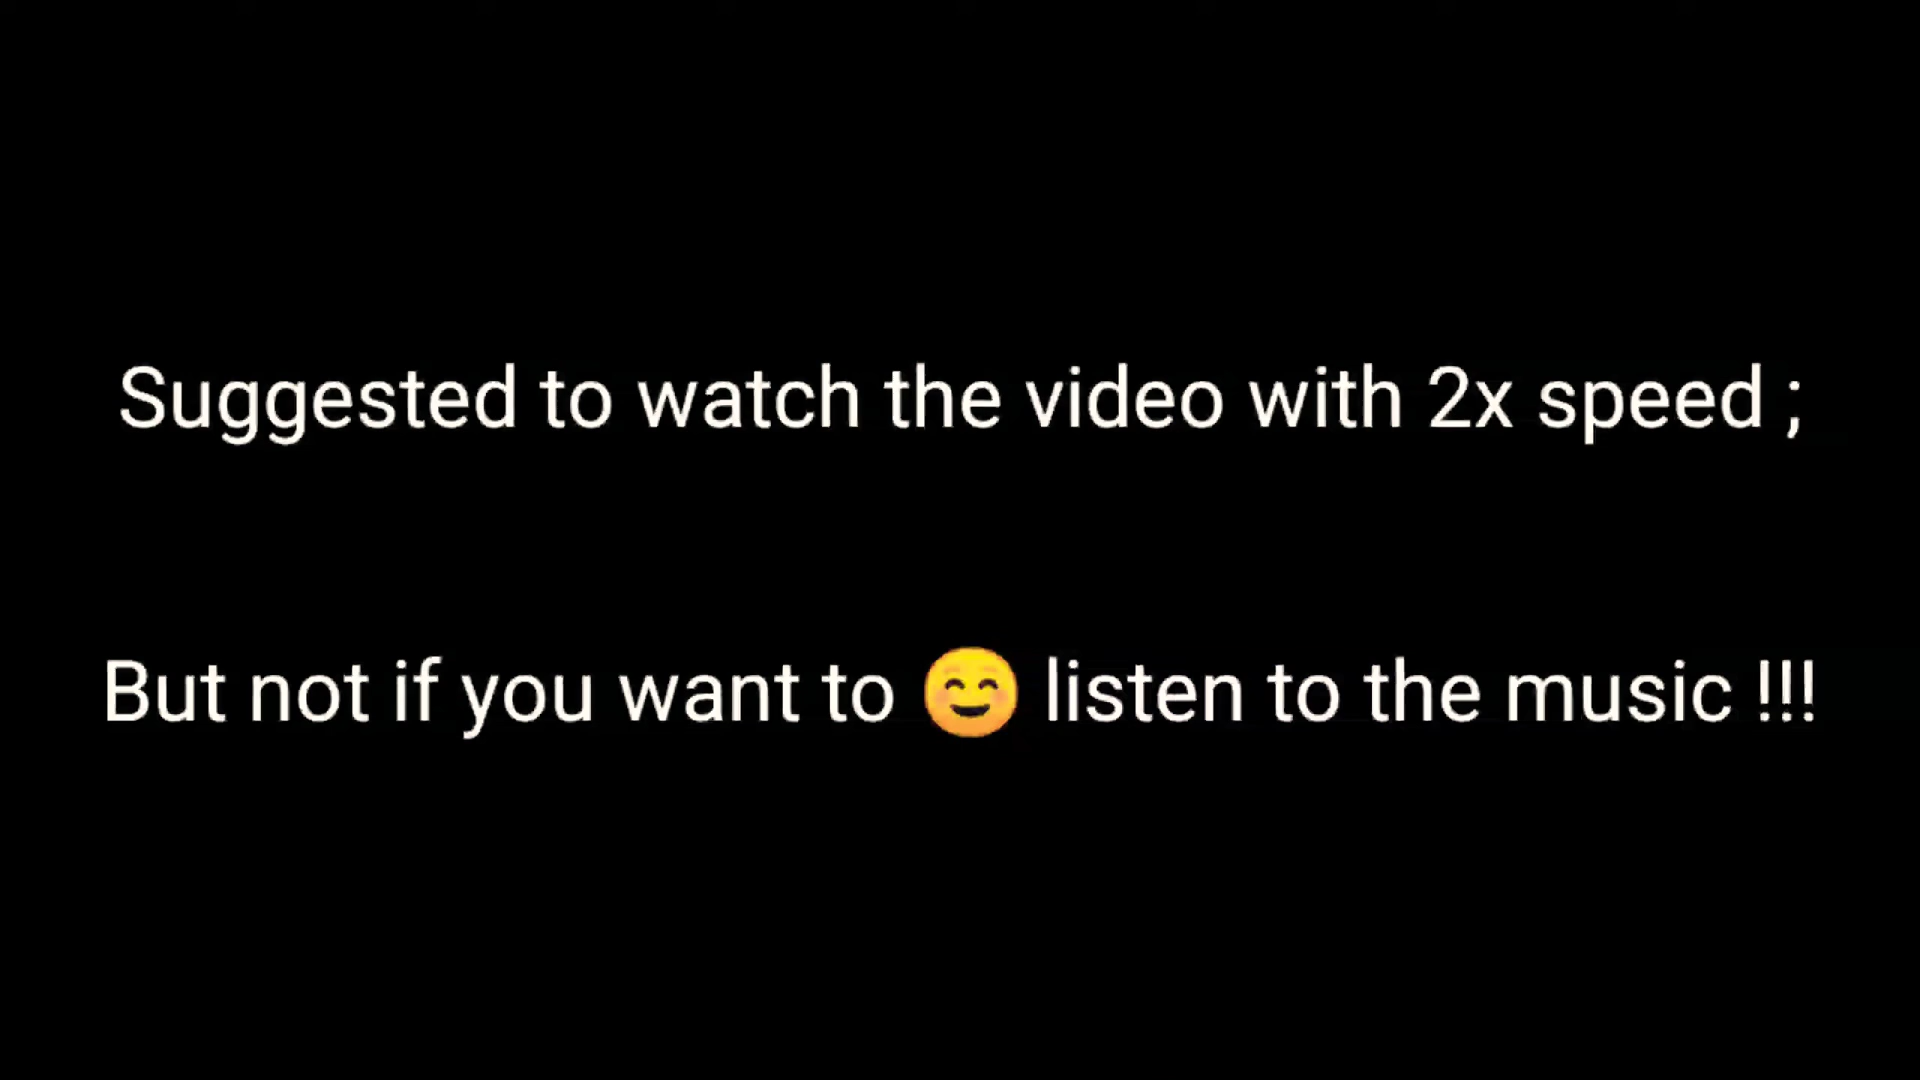 Suggested to watch the video with 2x speed ;
But not if you want to 😊 listen to the music !!!